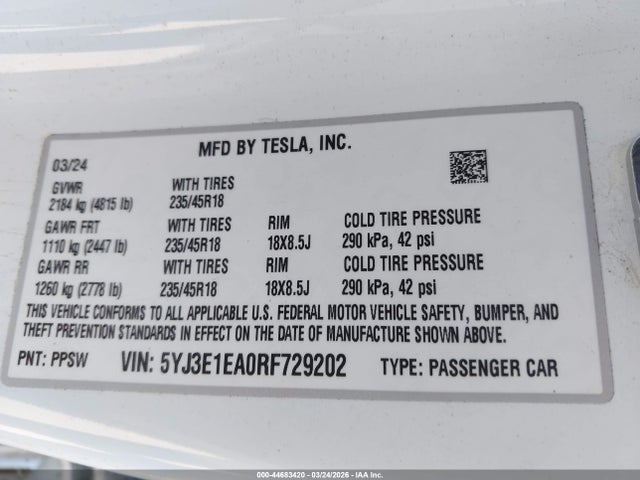 MFD BY TESLA, INC.
03/24
GVWR WITH TIRES
2184 kg (4815 lb) 235/45R18
GAWR FRT WITH TIRES RIM COLD TIRE PRESSURE
1110 kg (2447 lb) 235/45R18 18X8.5J 290 kPa, 42 psi
GAWR RR WITH TIRES RIM COLD TIRE PRESSURE
1260 kg (2778 lb) 235/45R18 18X8.5J 290 kPa, 42 psi
THIS VEHICLE CONFORMS TO ALL APPLICABLE U.S. FEDERAL MOTOR VEHICLE SAFETY, BUMPER, AND
THEFT PREVENTION STANDARDS IN EFFECT ON THE DATE OF MANUFACTURE SHOWN ABOVE.
PNT: PPSW VIN: 5YJ3E1EA0RF729202 TYPE: PASSENGER CAR
000-44683420 - 03/24/2026 - IAA Inc.